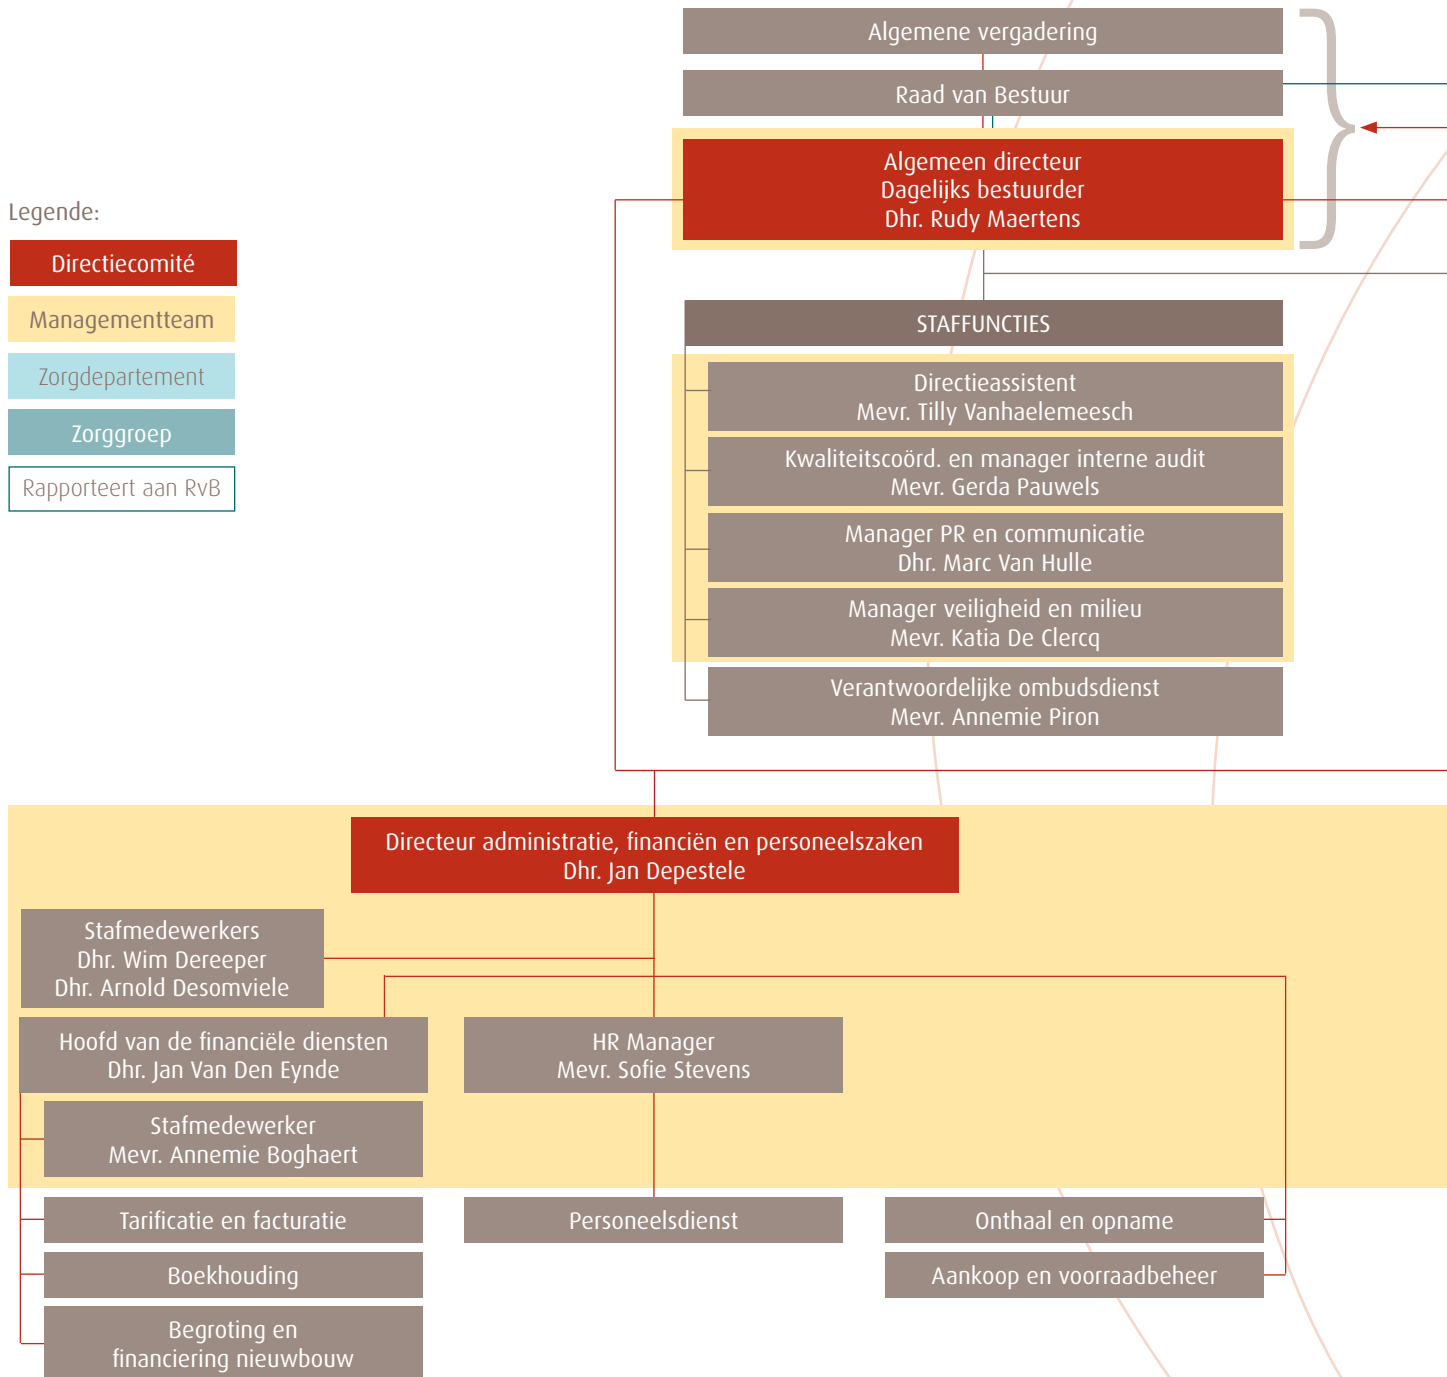 Algemene vergadering
Raad van Bestuur
Algemeen directeur
Dagelijks bestuurder
Dhr. Rudy Maertens
Legende:
Directiecomité
Managementteam
Zorgdepartement
Zorggroep
Rapporteert aan RvB
STAFFUNCTIES
Directieassistent
Mevr. Tilly Vanhaelemeesch
Kwaliteitscoörd. en manager interne audit
Mevr. Gerda Pauwels
Manager PR en communicatie
Dhr. Marc Van Hulle
Manager veiligheid en milieu
Mevr. Katia De Clercq
Verantwoordelijke ombudsdienst
Mevr. Annemie Piron
Directeur administratie, financiën en personeelszaken
Dhr. Jan Depestele
Stafmedewerkers
Dhr. Wim Dereeper
Dhr. Arnold Desomviele
Hoofd van de financiële diensten
Dhr. Jan Van Den Eynde
HR Manager
Mevr. Sofie Stevens
Stafmedewerker
Mevr. Annemie Boghaert
Tarificatie en facturatie
Personeelsdienst
Onthaal en opname
Boekhouding
Aankoop en voorraadbeheer
Begroting en
financiering nieuwbouw